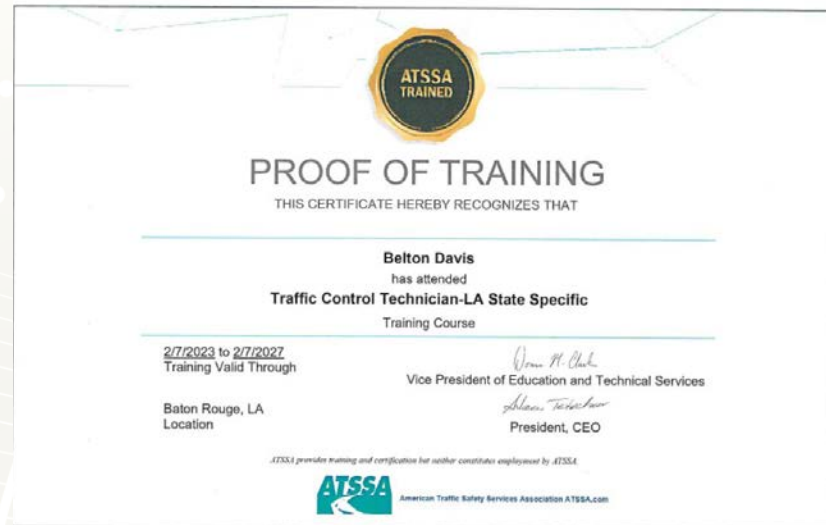 ATSSA
TRAINED
PROOF OF TRAINING
THIS CERTIFICATE HEREBY RECOGNIZES THAT
Belton Davis
has attended
Traffic Control Technician-LA State Specific
Training Course
2/7/2023 to 2/7/2027
Training Valid Through
Vice President of Education and Technical Services
Baton Rouge, LA
Location
President, CEO
ATSSA provides training and certification but neither constitutes employment by ATSSA.
ATSSA
American Traffic Safety Services Association ATSSA.com